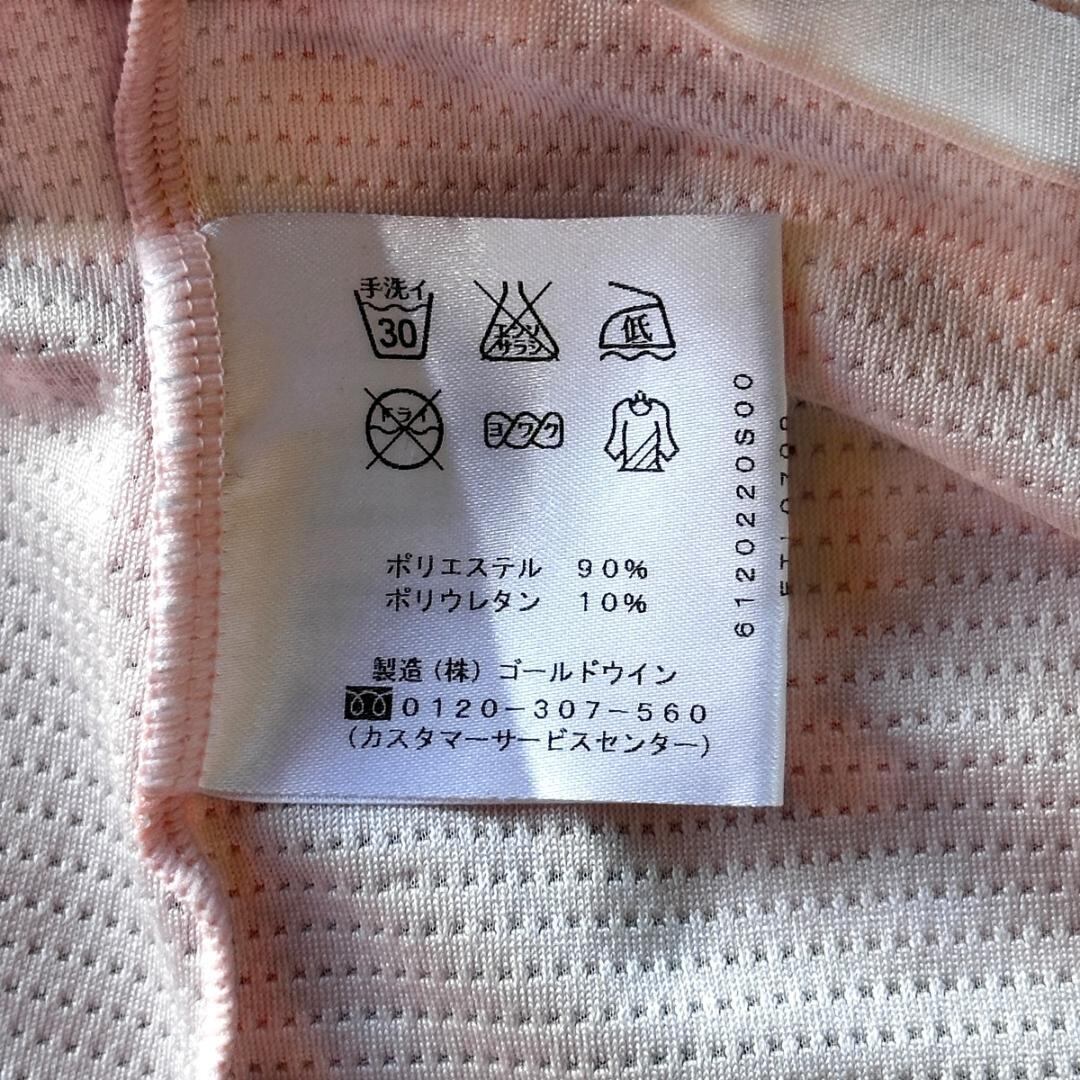 手洗イ
30
エンソ
サラシ
低
ドライ
ヨワク
ポリエステル 90%
ポリウレタン 10%
製造(株)ゴールドウイン
0120-307-560
(カスタマーサービスセンター)
6120220S00